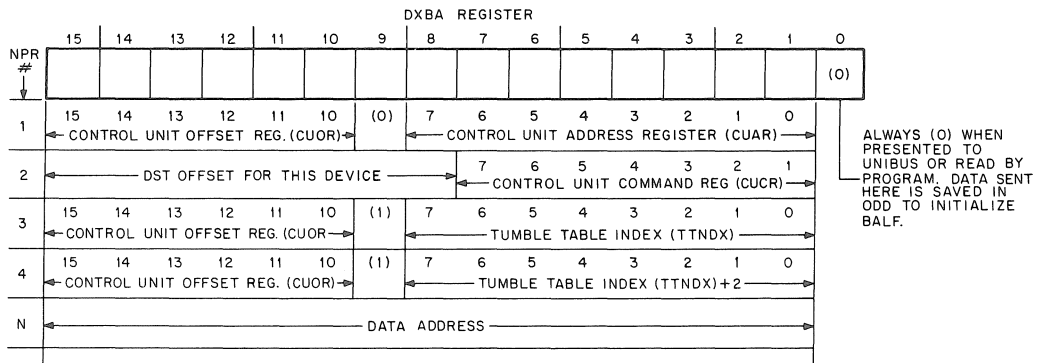 DXBA REGISTER
15 14 13 12 11 10 9 8 7 6 5 4 3 2 1 0
NPR
#
(0)
15 14 13 12 11 10 (0) 7 6 5 4 3 2 1 0
1 CONTROL UNIT OFFSET REG. (CUOR) CONTROL UNIT ADDRESS REGISTER (CUAR)
ALWAYS (0) WHEN
PRESENTED TO
UNIBUS OR READ BY
PROGRAM. DATA SENT
HERE IS SAVED IN
ODD TO INITIALIZE
BALF.
7 6 5 4 3 2 1
2 DST OFFSET FOR THIS DEVICE CONTROL UNIT COMMAND REG (CUCR)
15 14 13 12 11 10 (1) 7 6 5 4 3 2 1 0
3 CONTROL UNIT OFFSET REG. (CUOR TUMBLE TABLE INDEX (TTNDX)
15 14 13 12 11 10 (1) 7 6 5 4 3 2 1 0
4 CONTROL UNIT OFFSET REG. (CUOR) TUMBLE TABLE INDEX (TTNDX)+2
N DATA ADDRESS